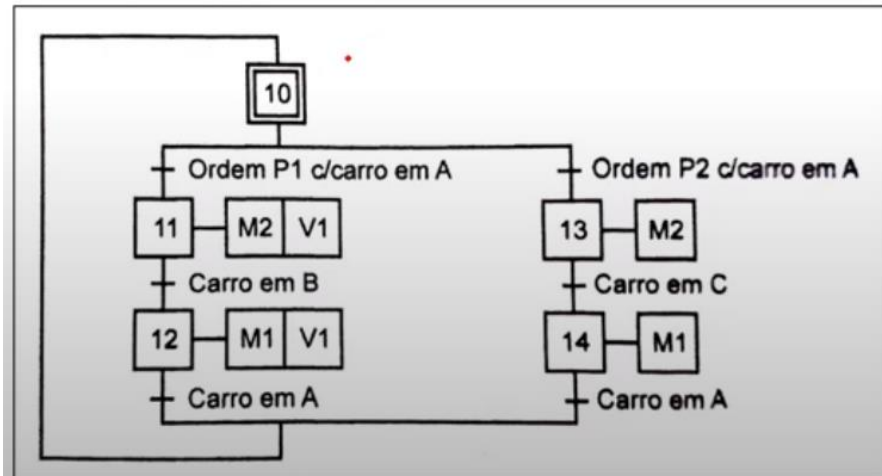 10
Ordem P1 c/carro em A
Ordem P2 c/carro em A
11 M2 V1
13 M2
Carro em B
Carro em C
12 M1 V1
14 M1
Carro em A
Carro em A